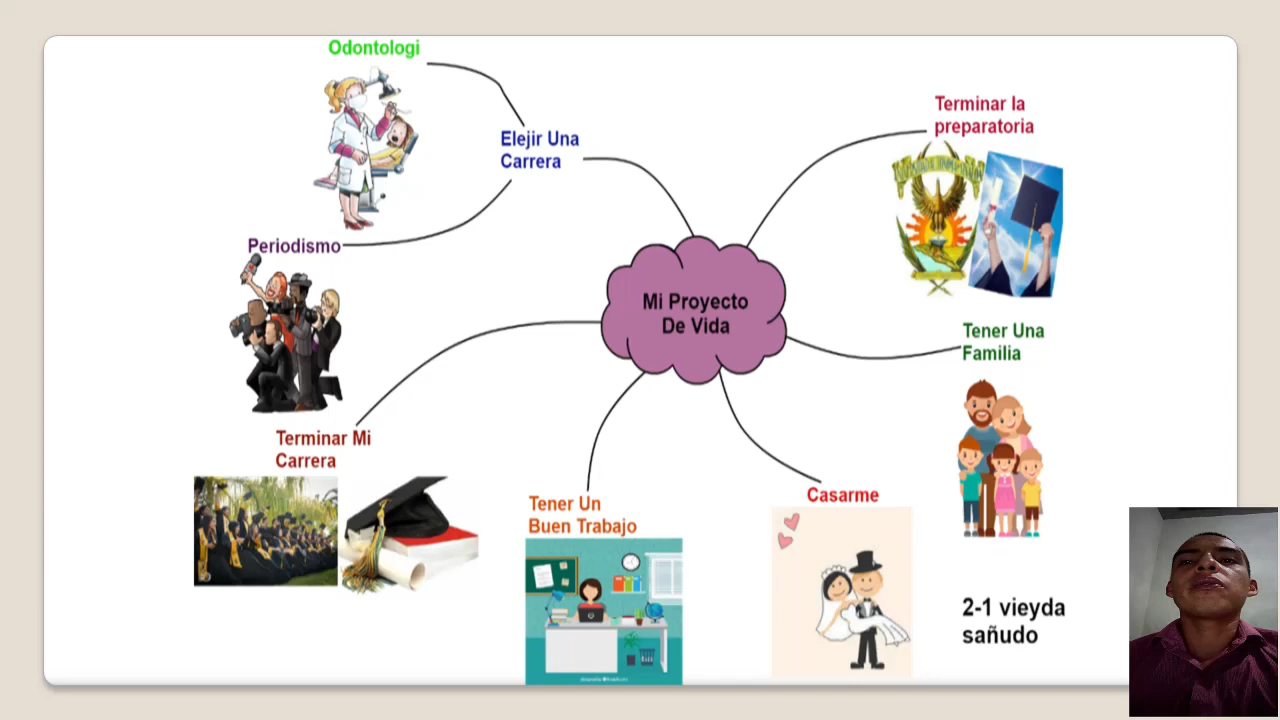 Odontologi
Elejir Una
Carrera
Periodismo
Terminar la
preparatoria
Mi Proyecto
De Vida
Tener Una
Familia
Terminar Mi
Carrera
Tener Un
Buen Trabajo
Casarme
2-1 vieyda
sañudo